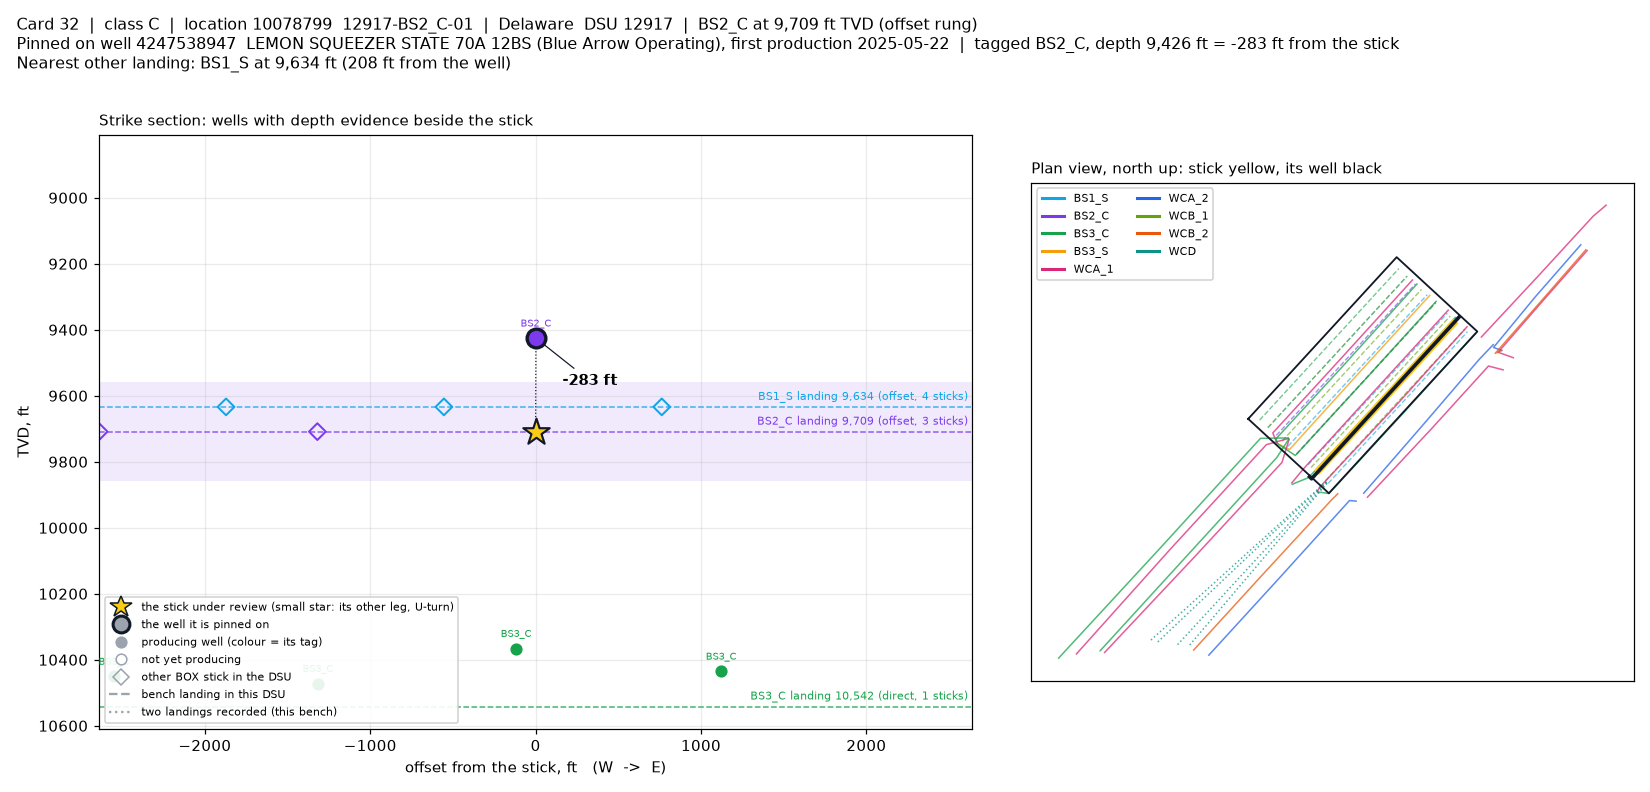 Card 32 | class C | location 10078799 12917-BS2_C-01 | Delaware DSU 12917 | BS2_C at 9,709 ft TVD (offset rung)
Pinned on well 4247538947 LEMON SQUEEZER STATE 70A 12BS (Blue Arrow Operating), first production 2025-05-22 | tagged BS2_C, depth 9,426 ft = -283 ft from the stick
Nearest other landing: BS1_S at 9,634 ft (208 ft from the well)
Strike section: wells with depth evidence beside the stick
Plan view, north up: stick yellow, its well black
BS1_S
BS2_C
BS3_C
BS3_S
WCA_1
WCA_2
WCB_1
WCB_2
WCD
TVD, ft
9000
9200
9400
9600
9800
10000
10200
10400
10600
BS2_C
-283 ft
BS1_S landing 9,634 (offset, 4 sticks)
BS2_C landing 9,709 (offset, 3 sticks)
the stick under review (small star: its other leg, U-turn)
the well it is pinned on
producing well (colour = its tag)
not yet producing
other BOX stick in the DSU
bench landing in this DSU
two landings recorded (this bench)
BS3_C
BS3_C
BS3_C
BS3_C landing 10,542 (direct, 1 sticks)
−2000
−1000
0
1000
2000
offset from the stick, ft (W -> E)